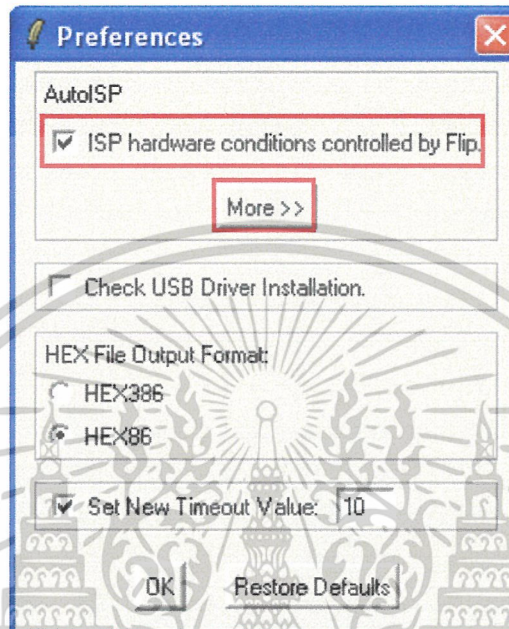 Preferences
AutoISP
ISP hardware conditions controlled by Flip.
More >>
Check USB Driver Installation.
HEX File Output Format:
HEX386
HEX86
Set New Timeout Value: 10
OK Restore Defaults